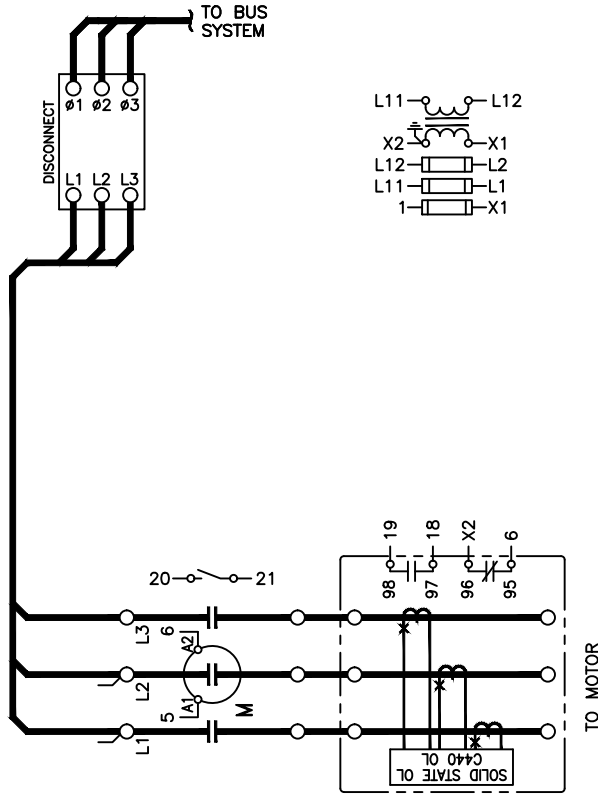 TO BUS
SYSTEM
ø1 ø2 ø3
DISCONNECT
L1 L2 L3
L11 L12
X2 X1
L12 L2
L11 L1
1 X1
19 18 X2 6
98 97 96 95
20 21
L3
6
A2
L2
A1
5
M
L1
TO MOTOR
SOLID STATE OL
C440 OL